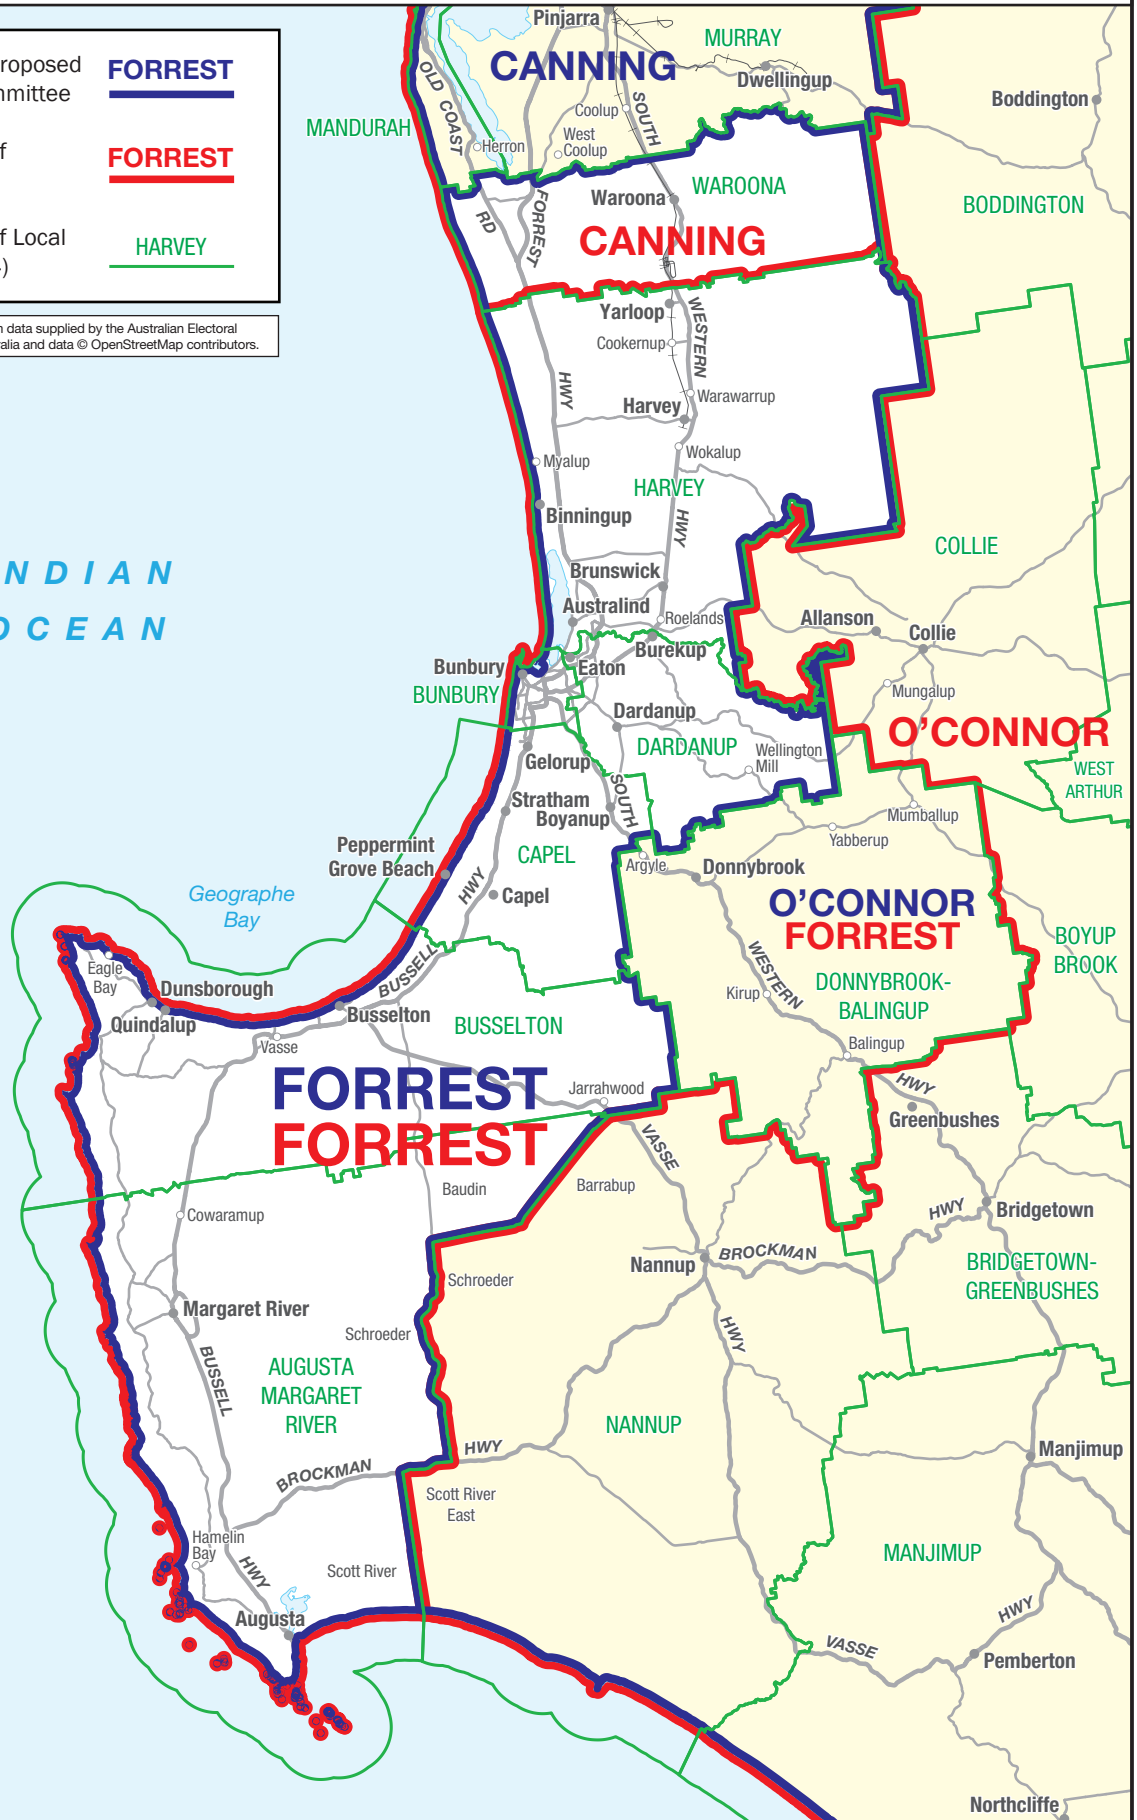 roposed
mmittee
FORREST
f
FORREST
f Local
)
HARVEY
n data supplied by the Australian Electoral
ralia and data © OpenStreetMap contributors.
Pinjarra
MURRAY
CANNING
Dwellingup
Boddington
OLD COAST
SOUTH
Coolup
MANDURAH
West
Coolup
Herron
WAROONA
Waroona
BODDINGTON
RD
FORREST
CANNING
Yarloop
WESTERN
Cookernup
HWY
Warawarrup
Harvey
Wokalup
Myalup
HARVEY
Binningup
HWY
COLLIE
INDIAN
OCEAN
Brunswick
Australind
Roelands
Allanson
Collie
Burekup
Bunbury
Eaton
BUNBURY
Mungalup
Dardanup
O'CONNOR
DARDANUP
Wellington
Mill
Gelorup
WEST
ARTHUR
SOUTH
Stratham
Boyanup
Mumballup
Yabberup
Peppermint
Grove Beach
CAPEL
Argyle
Donnybrook
HWY
Capel
Geographe
Bay
O'CONNOR
FORREST
BOYUP
BROOK
BUSSELL
Eagle
Bay
WESTERN
Dunsborough
Kirup
DONNYBROOK-
BALINGUP
Quindalup
Busselton
BUSSELTON
Vasse
Balingup
FORREST
FORREST
Jarrahwood
HWY
Greenbushes
VASSE
Baudin
Barrabup
Cowaramup
HWY
Bridgetown
BROCKMAN
Nannup
BRIDGETOWN-
GREENBUSHES
Schroeder
Margaret River
Schroeder
HWY
BUSSELL
AUGUSTA
MARGARET
RIVER
NANNUP
HWY
Manjimup
BROCKMAN
Scott River
East
Hamelin
Bay
MANJIMUP
HWY
Scott River
Augusta
HWY
VASSE
Pemberton
Northcliffe